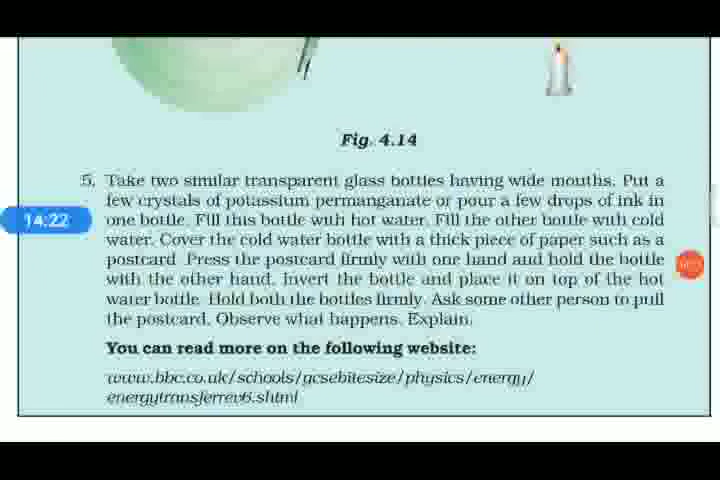 Fig. 4.14
5. Take two similar transparent glass bottles having wide mouths. Put a
few crystals of potassium permanganate or pour a few drops of ink in
one bottle. Fill this bottle with hot water. Fill the other bottle with cold
14:22
water. Cover the cold water bottle with a thick piece of paper such as a
postcard. Press the postcard firmly with one hand and hold the bottle
with the other hand. Invert the bottle and place it on top of the hot
water bottle. Hold both the bottles firmly. Ask some other person to pull
the postcard. Observe what happens. Explain.
You can read more on the following website:
www.bbc.co.uk/schools/gcsebitesize/physics/energy/
energytransferrev6.shtml